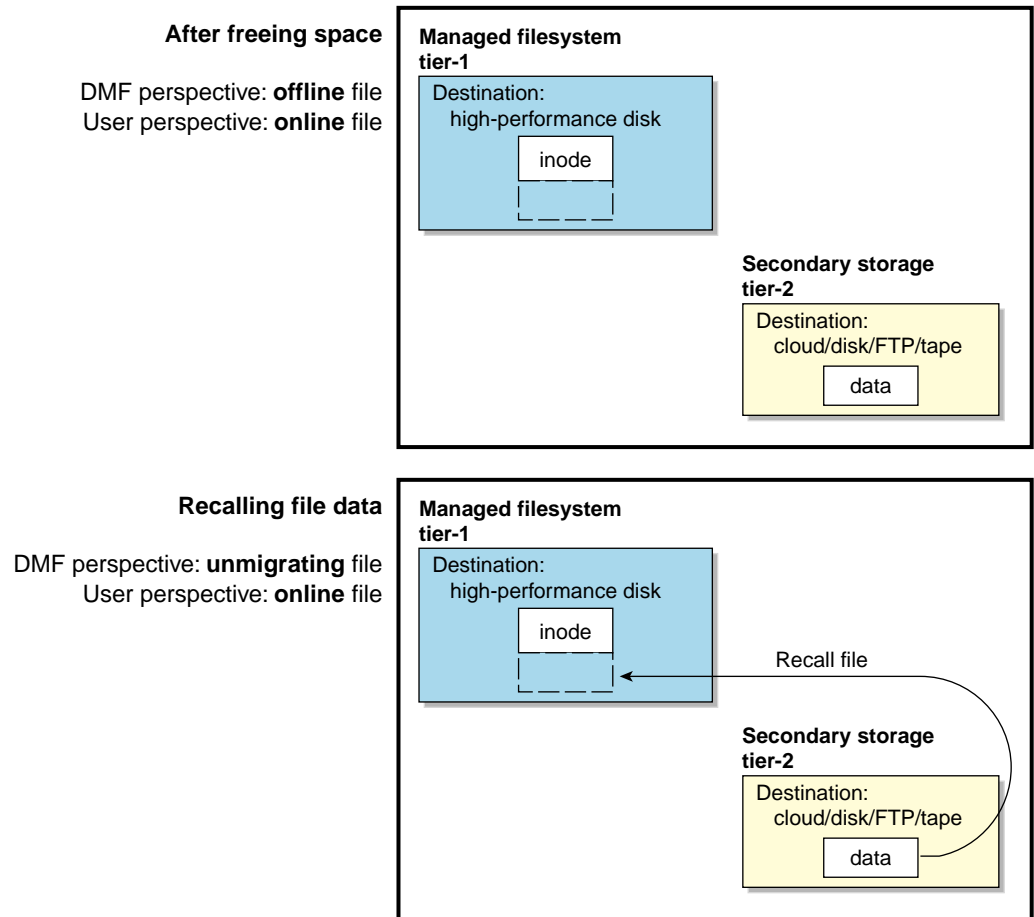 After freeing space
DMF perspective: offline file
User perspective: online file
Managed filesystem
tier-1
Destination:
high-performance disk
inode
Secondary storage
tier-2
Destination:
cloud/disk/FTP/tape
data
Recalling file data
DMF perspective: unmigrating file
User perspective: online file
Managed filesystem
tier-1
Destination:
high-performance disk
inode
Recall file
Secondary storage
tier-2
Destination:
cloud/disk/FTP/tape
data